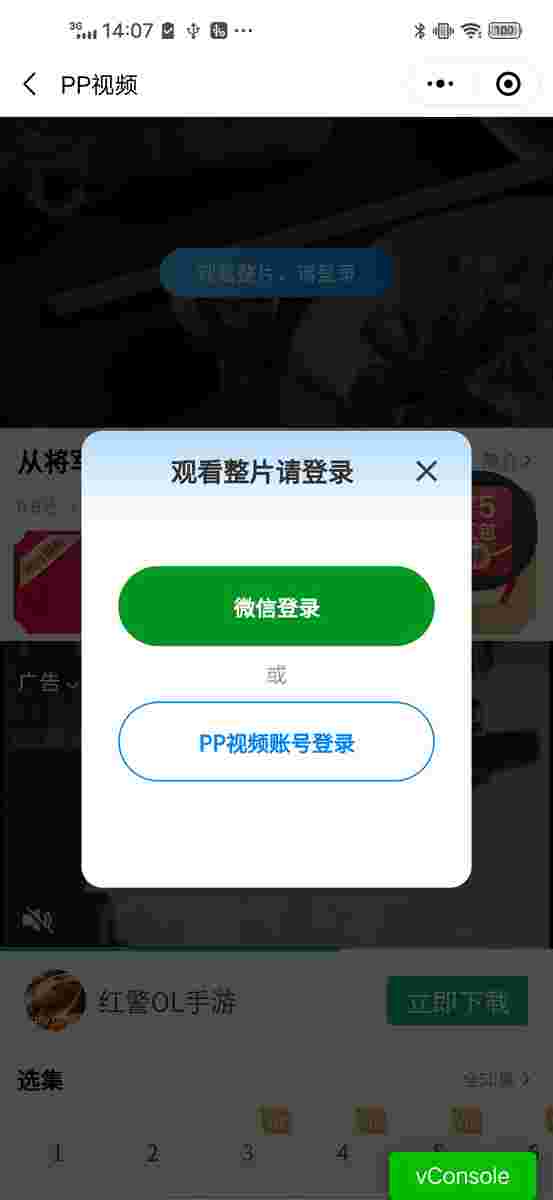 3G 14:07 100
PP视频
观看整片，请登录
从将军
观看整片请登录
微信登录
或
PP视频账号登录
广告
红警OL手游
立即下载
选集
1 2 3 4 5 6
vConsole